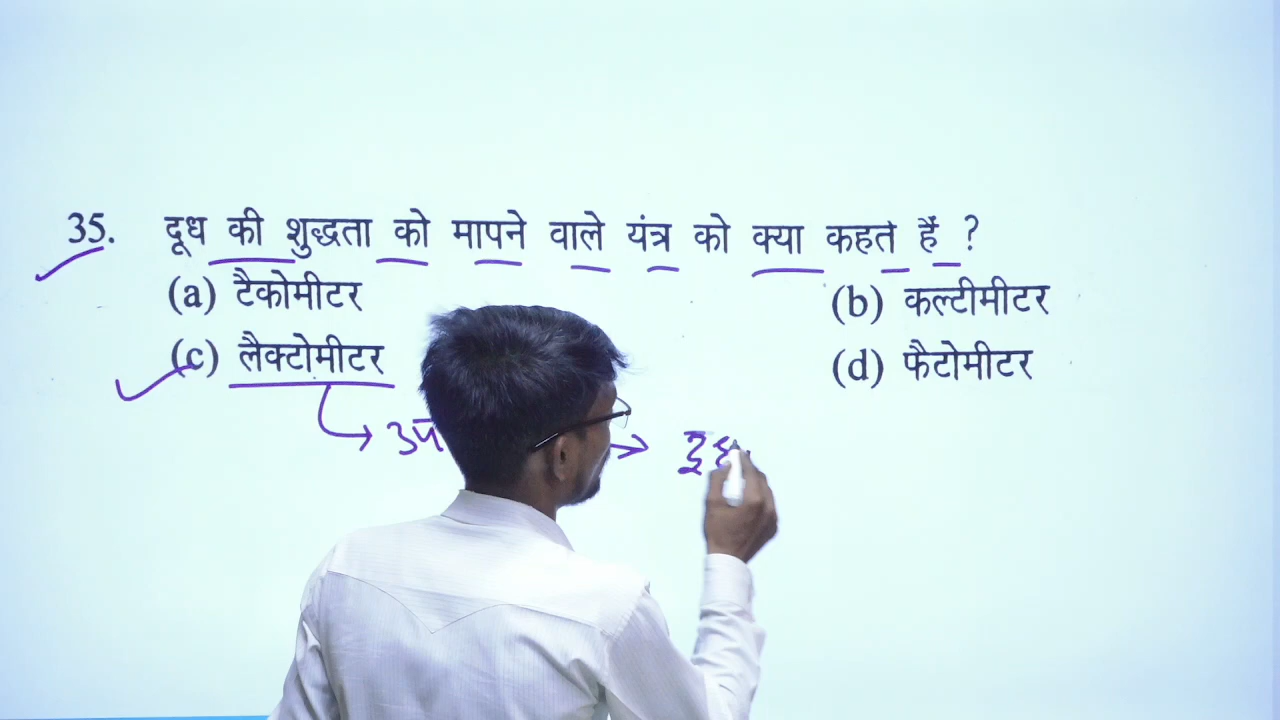 35. दूध की शुद्धता को मापने वाले यंत्र को क्या कहते हैं ?
(a) टैकोमीटर (b) कल्टीमीटर
(c) लैक्टोमीटर (d) फैटोमीटर